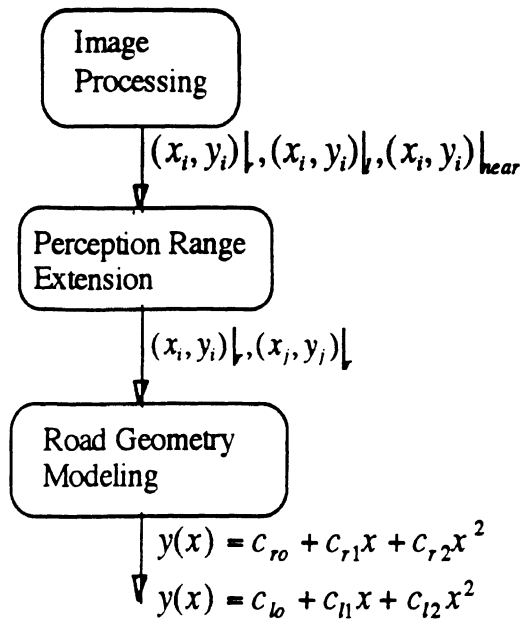 Image
Processing
(x_i, y_i)|_r, (x_i, y_i)|_l, (x_i, y_i)|_near
Perception Range
Extension
(x_i, y_i)|_r, (x_j, y_j)|_r
Road Geometry
Modeling
y(x) = c_ro + c_r1 x + c_r2 x^2
y(x) = c_lo + c_l1 x + c_l2 x^2